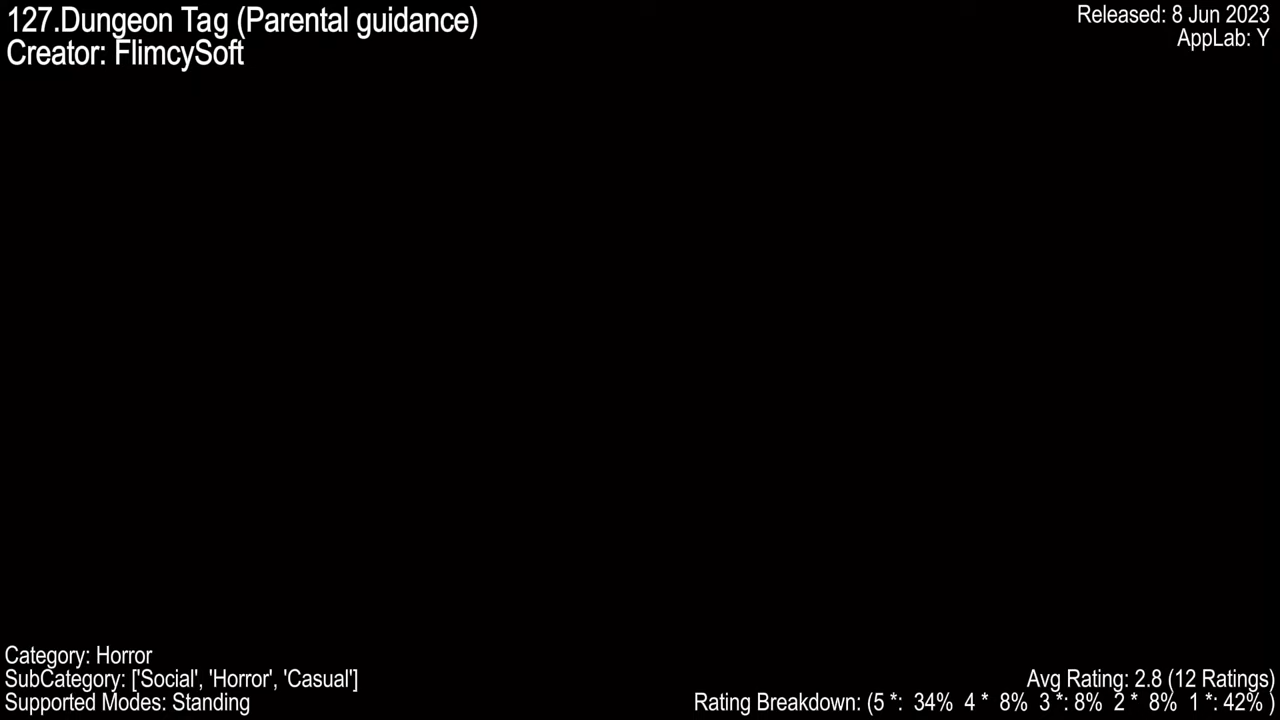 127.Dungeon Tag (Parental guidance)
Creator: FlimcySoft
Released: 8 Jun 2023
AppLab: Y
Category: Horror
SubCategory: ['Social', 'Horror', 'Casual']
Supported Modes: Standing
Avg Rating: 2.8 (12 Ratings)
Rating Breakdown: (5 *:  34%  4 *  8%  3 *: 8%  2 *  8%  1 *: 42% )